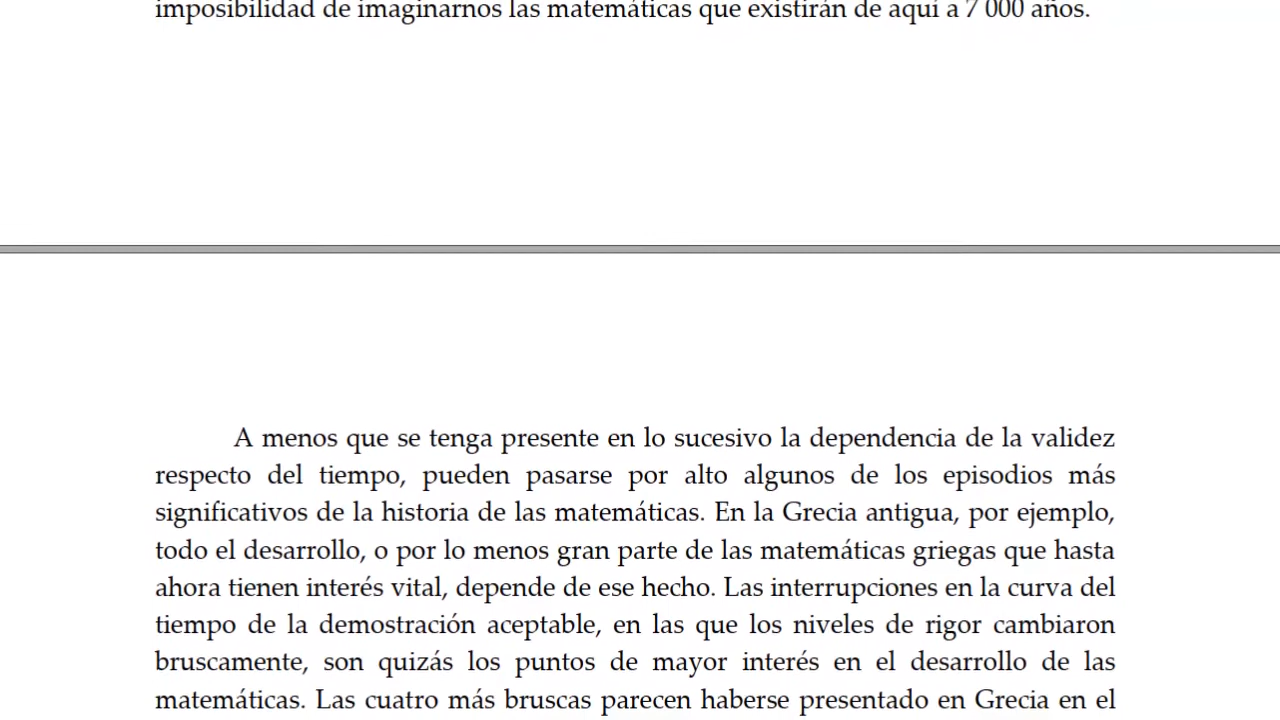 imposibilidad de imaginarnos las matemáticas que existirán de aquí a 7 000 años.
A menos que se tenga presente en lo sucesivo la dependencia de la validez
respecto del tiempo, pueden pasarse por alto algunos de los episodios más
significativos de la historia de las matemáticas. En la Grecia antigua, por ejemplo,
todo el desarrollo, o por lo menos gran parte de las matemáticas griegas que hasta
ahora tienen interés vital, depende de ese hecho. Las interrupciones en la curva del
tiempo de la demostración aceptable, en las que los niveles de rigor cambiaron
bruscamente, son quizás los puntos de mayor interés en el desarrollo de las
matemáticas. Las cuatro más bruscas parecen haberse presentado en Grecia en el